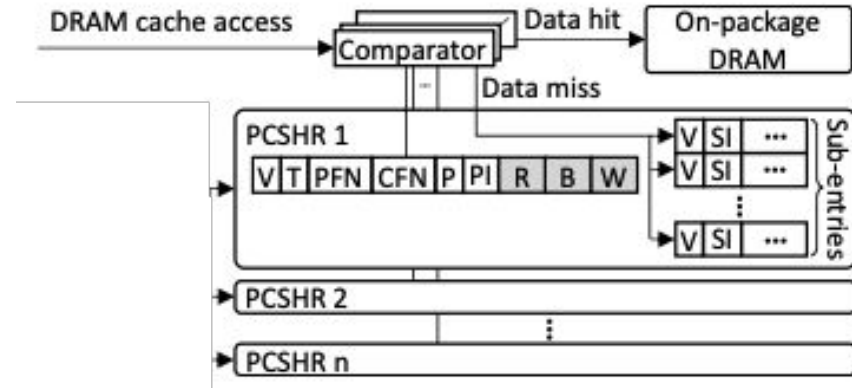 DRAM cache access
Comparator
Data hit
On-package
DRAM
...
Data miss
PCSHR 1
V T PFN CFN P PI R B W
V SI ...
V SI ...
V SI ...
Sub-entries
PCSHR 2
PCSHR n